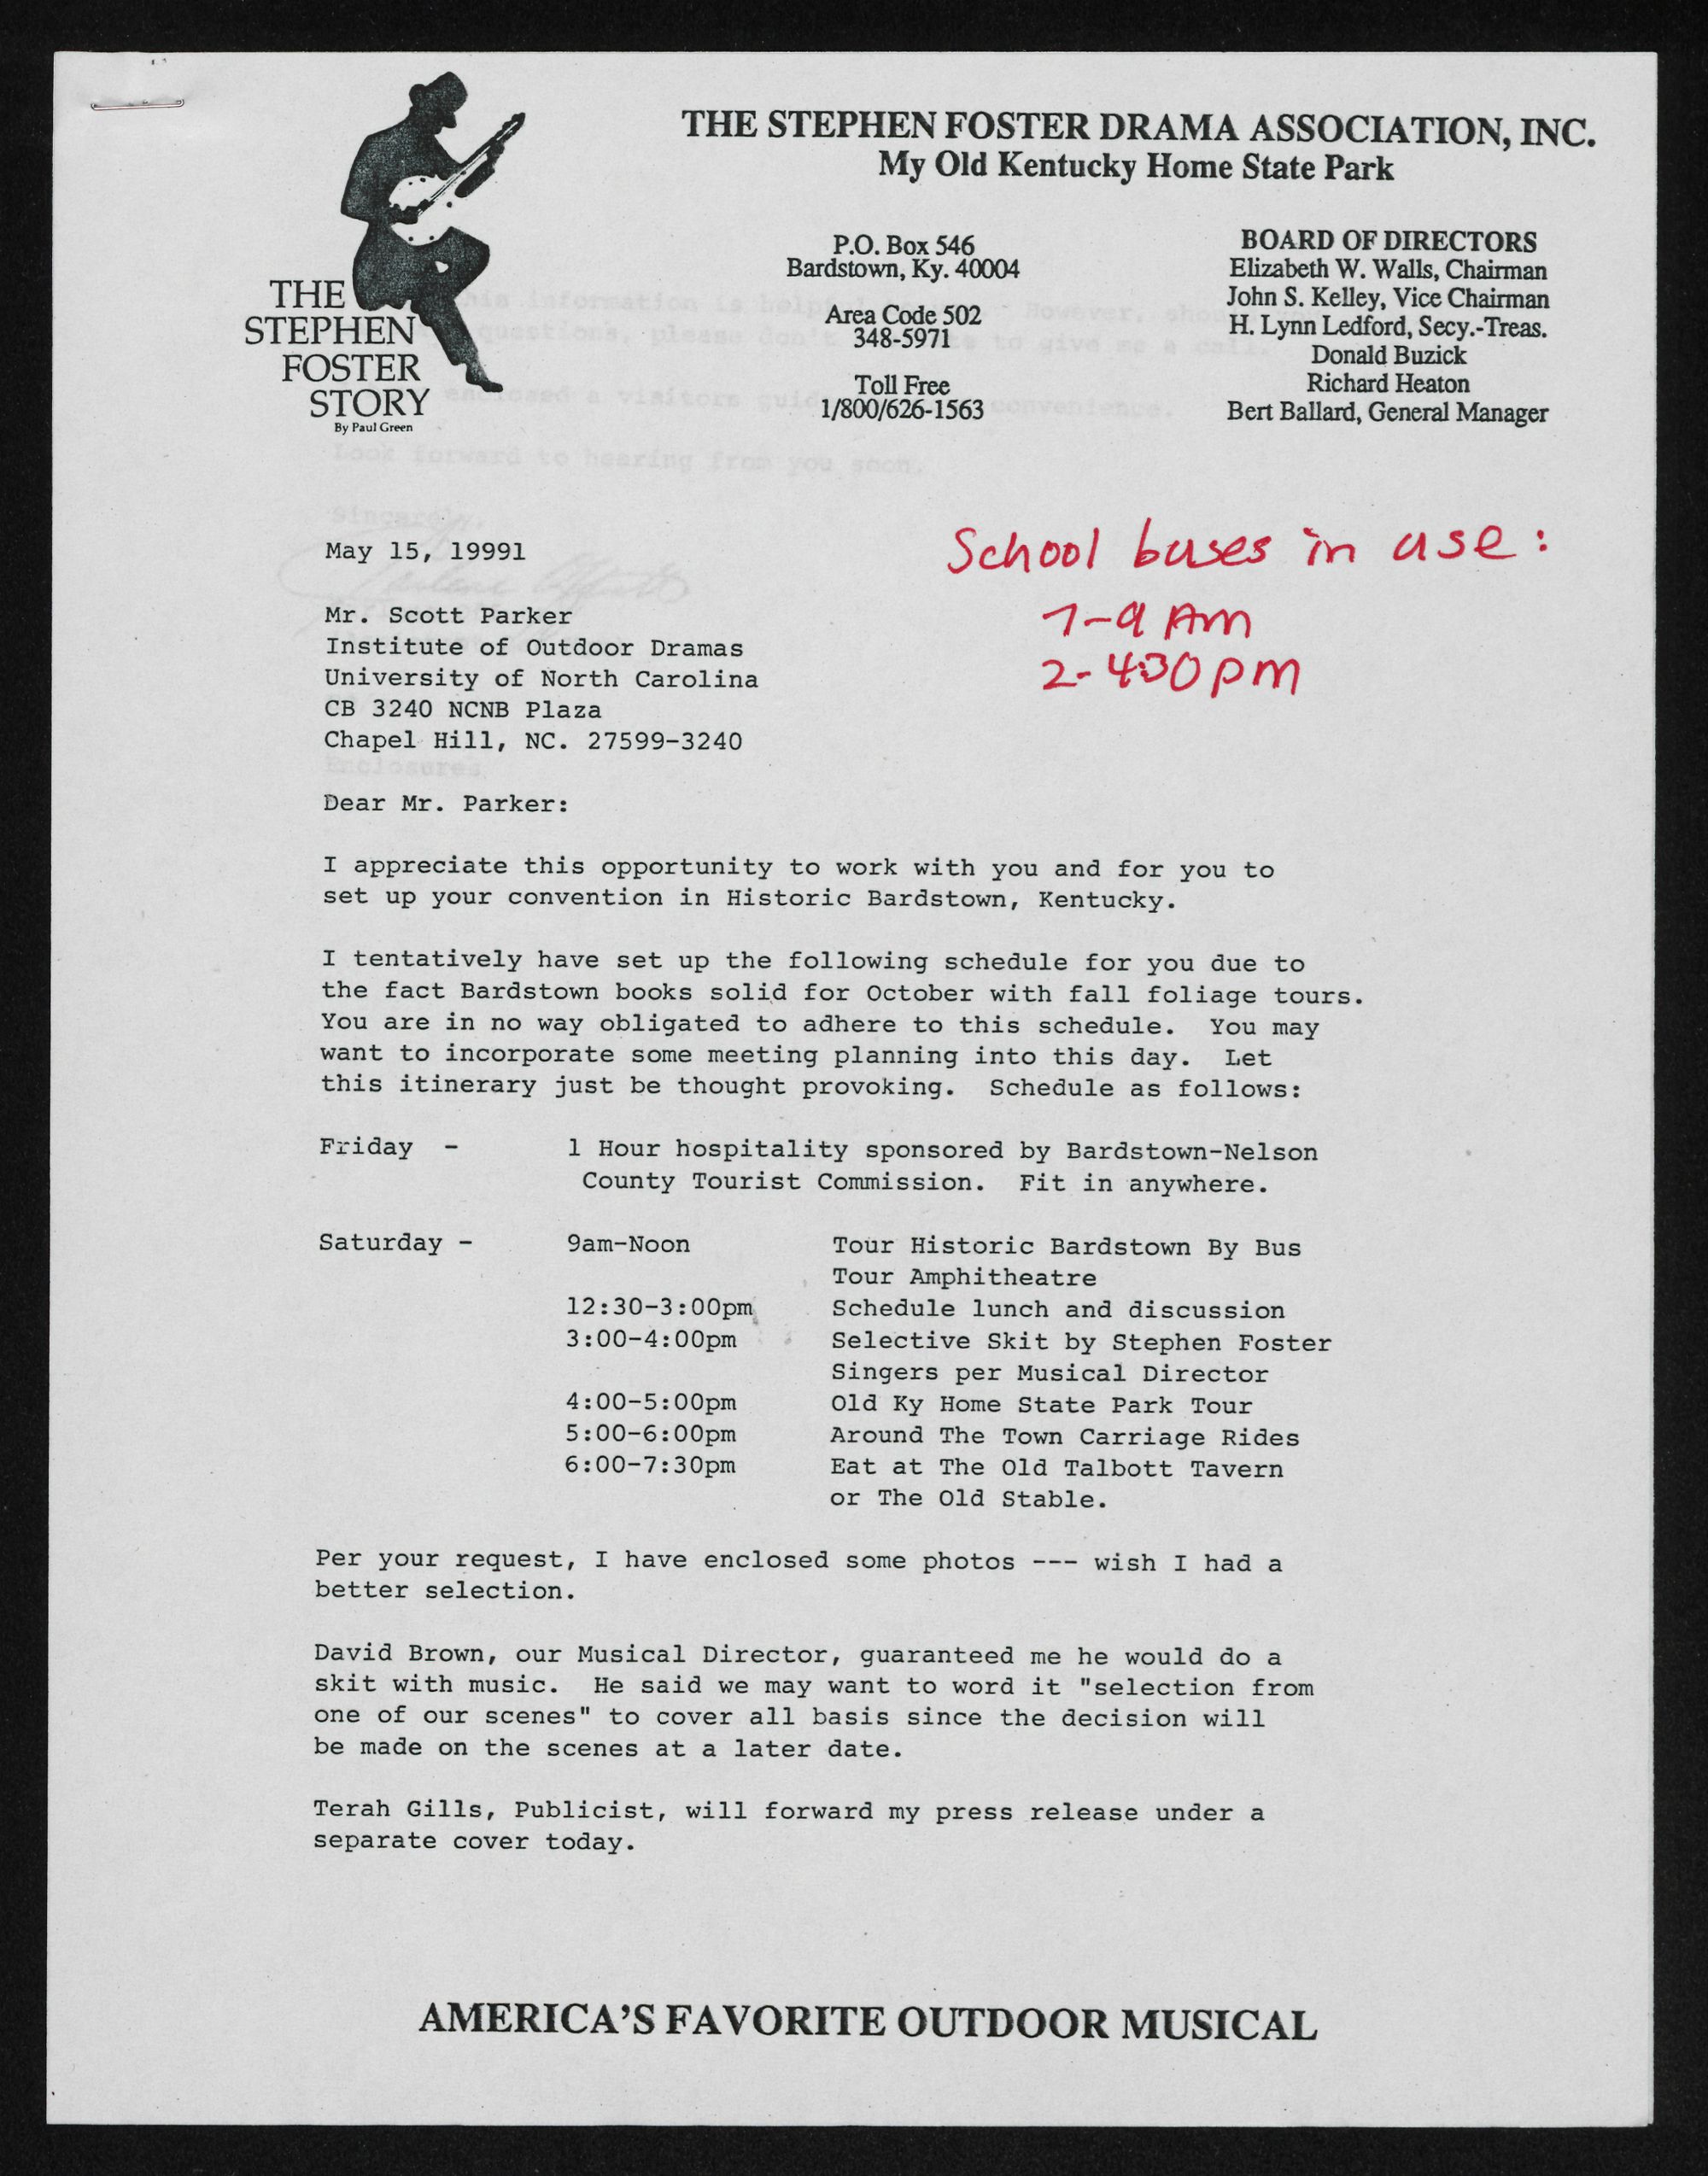 THE STEPHEN FOSTER DRAMA ASSOCIATION, INC.
My Old Kentucky Home State Park
THE
STEPHEN
FOSTER
STORY
By Paul Green
P.O. Box 546
Bardstown, Ky. 40004
Area Code 502
348-5971
Toll Free
1/800/626-1563
BOARD OF DIRECTORS
Elizabeth W. Walls, Chairman
John S. Kelley, Vice Chairman
H. Lynn Ledford, Secy.-Treas.
Donald Buzick
Richard Heaton
Bert Ballard, General Manager
School buses in use:
7-9 Am
2-4:30 pm
May 15, 19991
Mr. Scott Parker
Institute of Outdoor Dramas
University of North Carolina
CB 3240 NCNB Plaza
Chapel Hill, NC. 27599-3240
Dear Mr. Parker:
I appreciate this opportunity to work with you and for you to
set up your convention in Historic Bardstown, Kentucky.
I tentatively have set up the following schedule for you due to
the fact Bardstown books solid for October with fall foliage tours.
You are in no way obligated to adhere to this schedule. You may
want to incorporate some meeting planning into this day. Let
this itinerary just be thought provoking. Schedule as follows:
Friday - 1 Hour hospitality sponsored by Bardstown-Nelson
County Tourist Commission. Fit in anywhere.
Saturday - 9am-Noon Tour Historic Bardstown By Bus
Tour Amphitheatre
12:30-3:00pm Schedule lunch and discussion
3:00-4:00pm Selective Skit by Stephen Foster
Singers per Musical Director
4:00-5:00pm Old Ky Home State Park Tour
5:00-6:00pm Around The Town Carriage Rides
6:00-7:30pm Eat at The Old Talbott Tavern
or The Old Stable.
Per your request, I have enclosed some photos --- wish I had a
better selection.
David Brown, our Musical Director, guaranteed me he would do a
skit with music. He said we may want to word it "selection from
one of our scenes" to cover all basis since the decision will
be made on the scenes at a later date.
Terah Gills, Publicist, will forward my press release under a
separate cover today.
AMERICA'S FAVORITE OUTDOOR MUSICAL